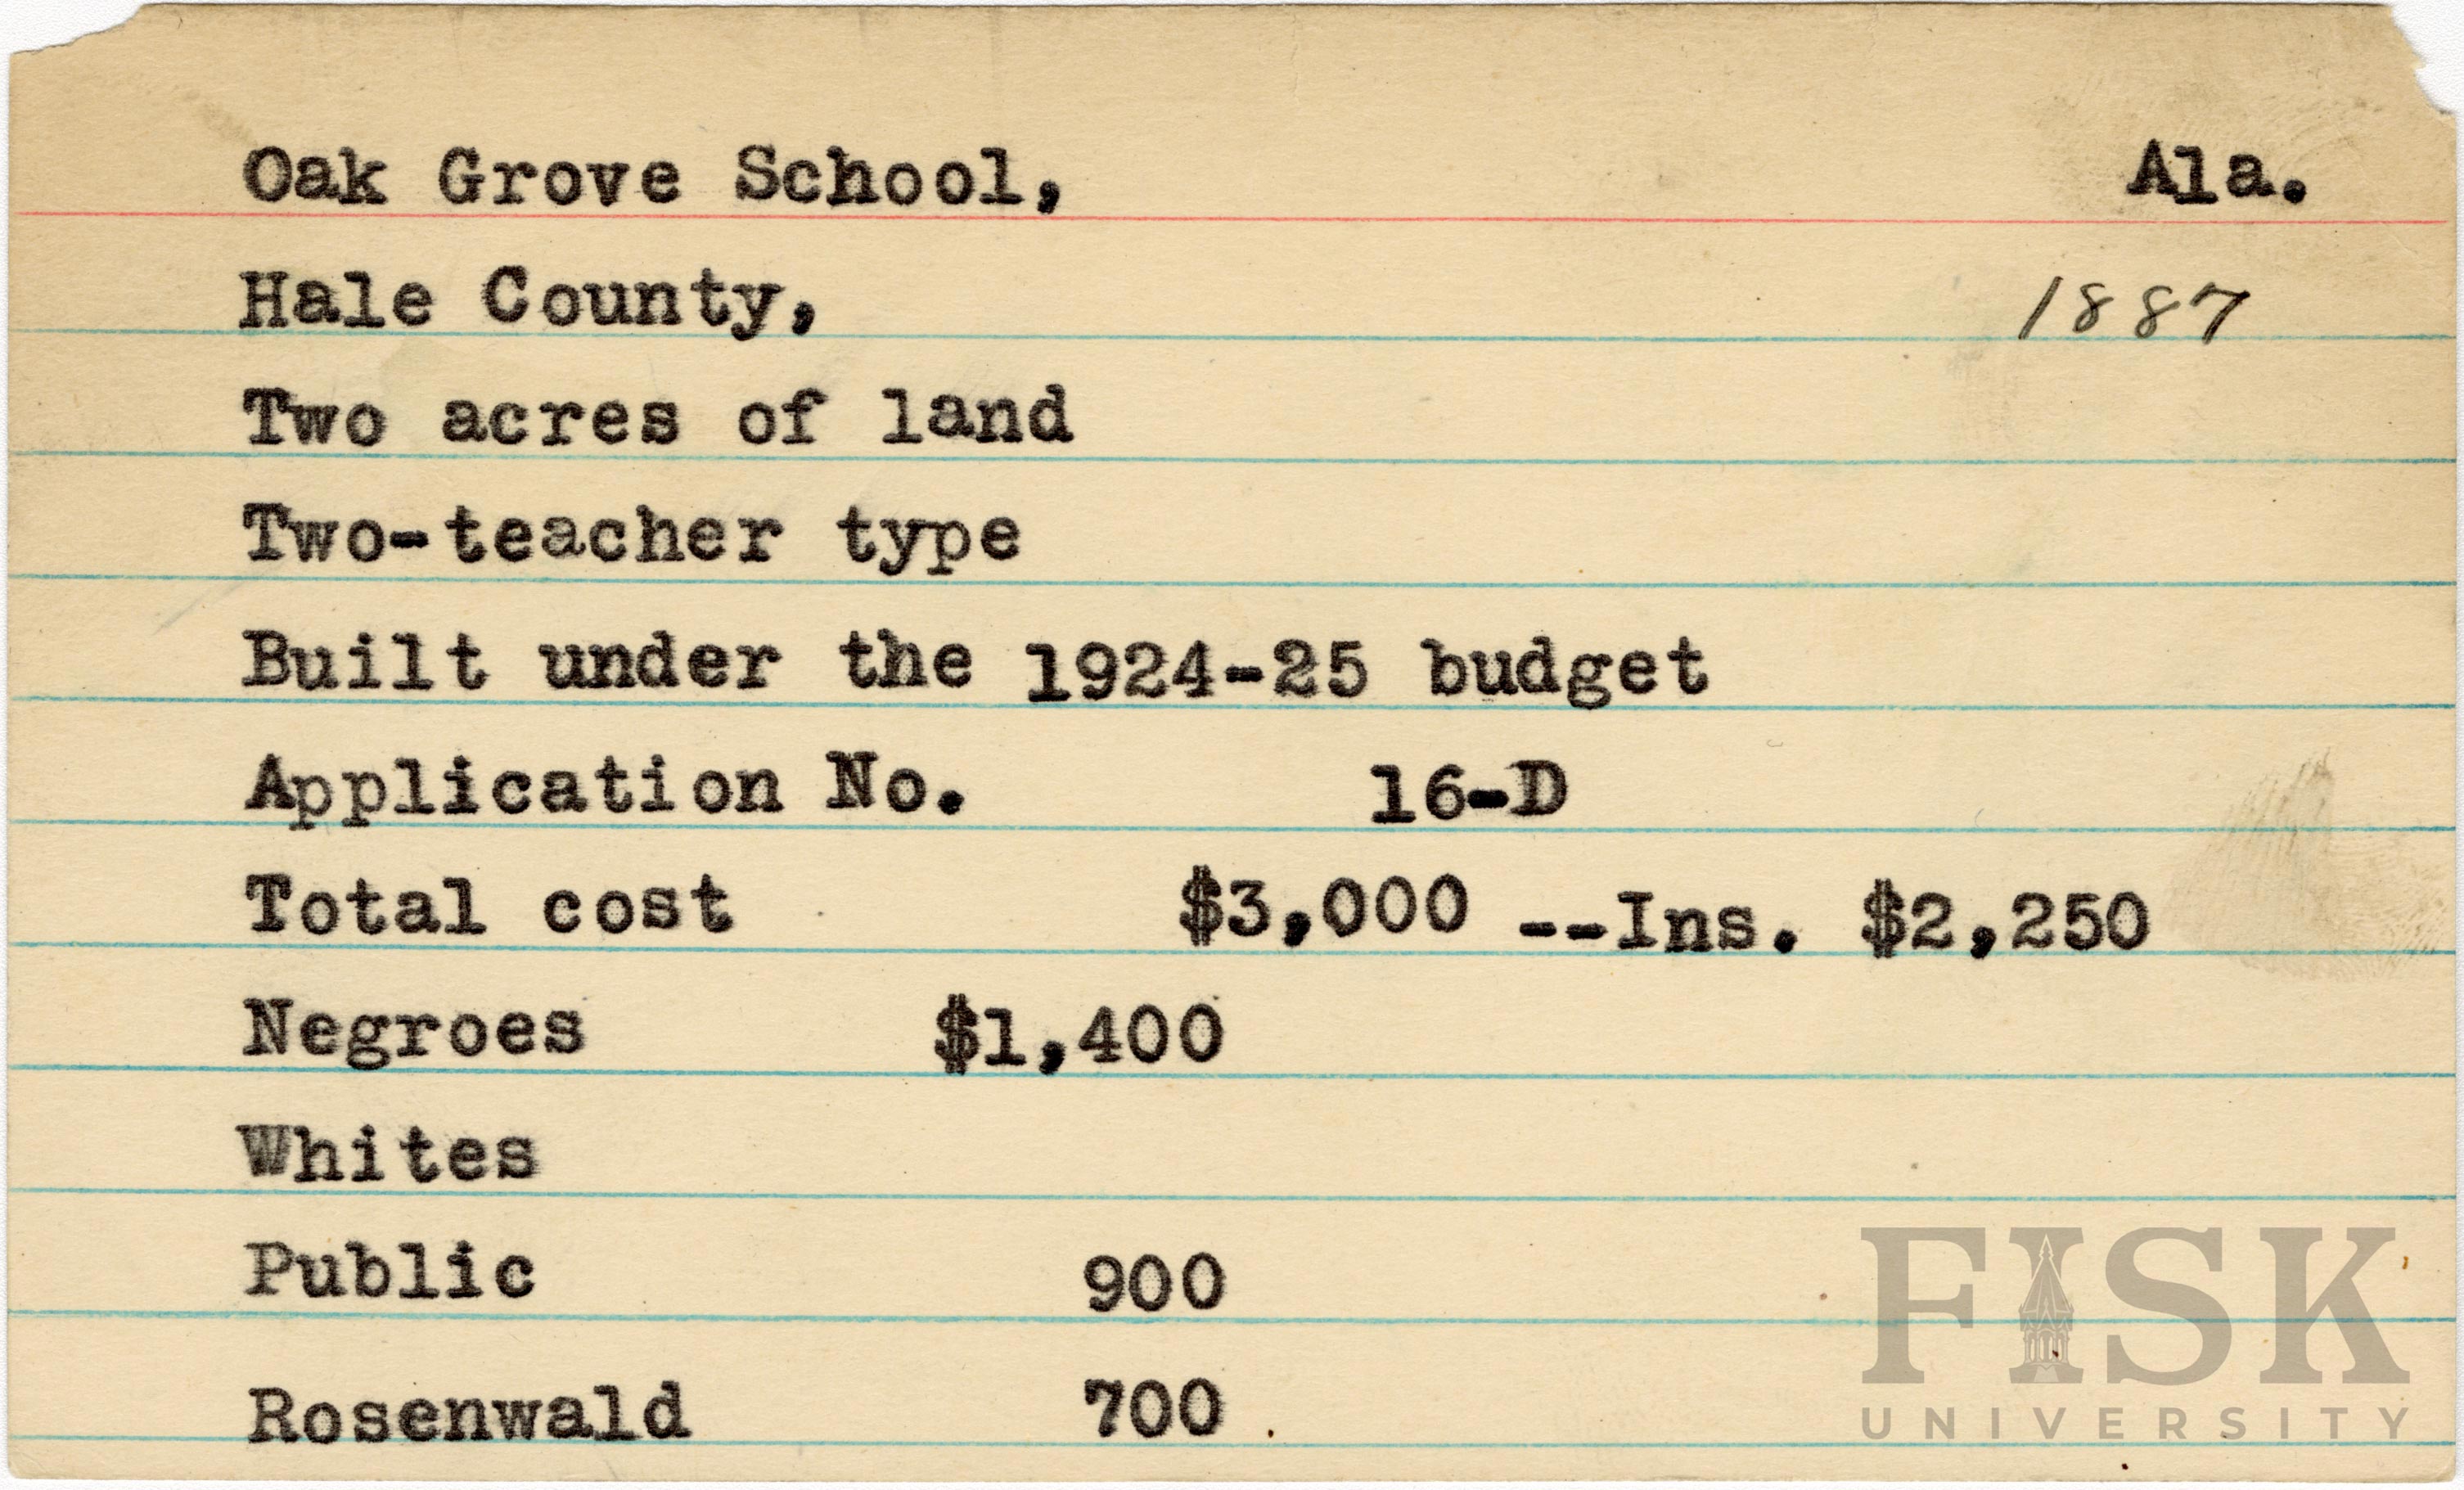 Oak Grove School, Ala.
Hale County, 1887
Two acres of land
Two-teacher type
Built under the 1924-25 budget
Application No. 16-D
Total cost $3,000 --Ins. $2,250
Negroes $1,400
Whites
Public 900
Rosenwald 700
FISK
UNIVERSITY